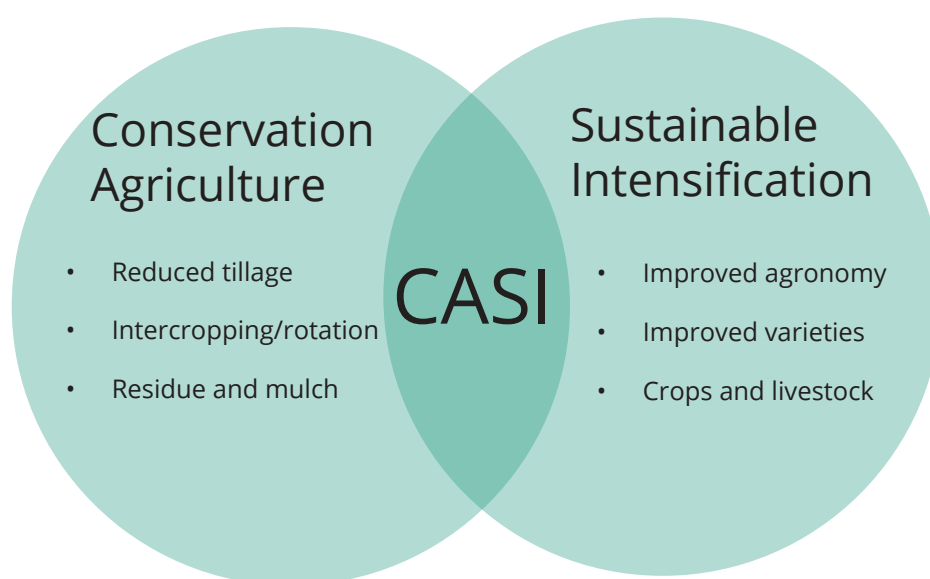 Conservation
Agriculture
• Reduced tillage
• Intercropping/rotation
• Residue and mulch
CASI
Sustainable
Intensification
• Improved agronomy
• Improved varieties
• Crops and livestock